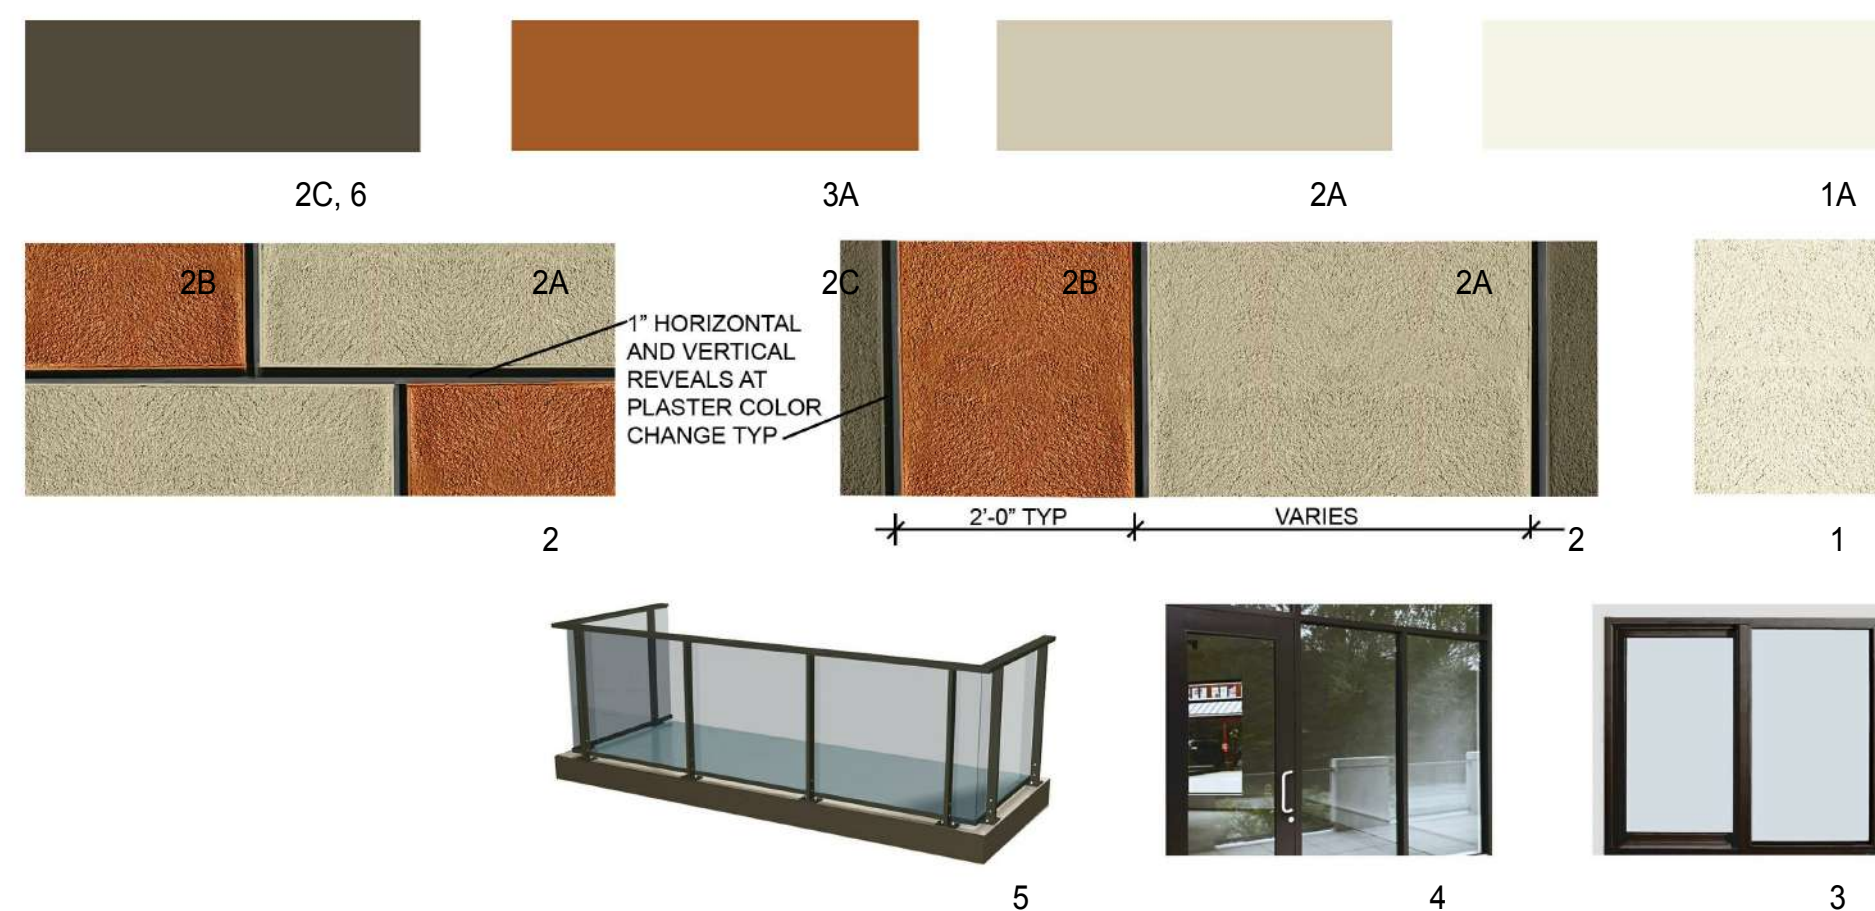 2C, 6
3A
2A
1A
2B
2A
2C
2B
2A
1” HORIZONTAL
AND VERTICAL
REVEALS AT
PLASTER COLOR
CHANGE TYP
2’-0” TYP
VARIES
2
2
1
5
4
3